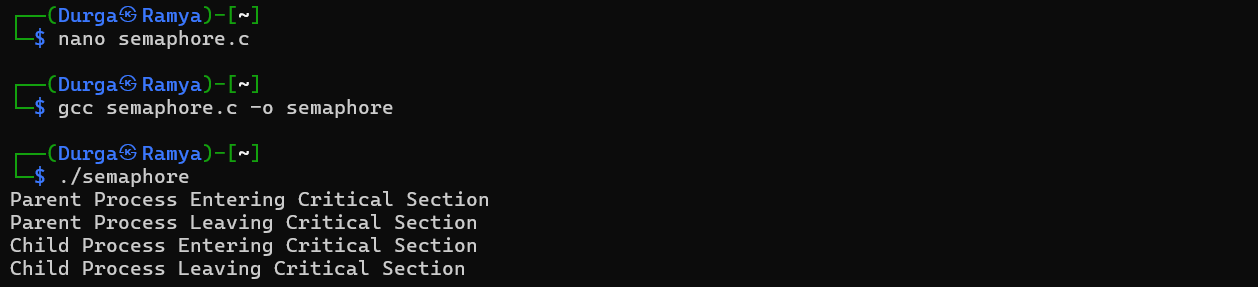 ┌──(Durga㉿Ramya)-[~]
└─$ nano semaphore.c
┌──(Durga㉿Ramya)-[~]
└─$ gcc semaphore.c -o semaphore
┌──(Durga㉿Ramya)-[~]
└─$ ./semaphore
Parent Process Entering Critical Section
Parent Process Leaving Critical Section
Child Process Entering Critical Section
Child Process Leaving Critical Section